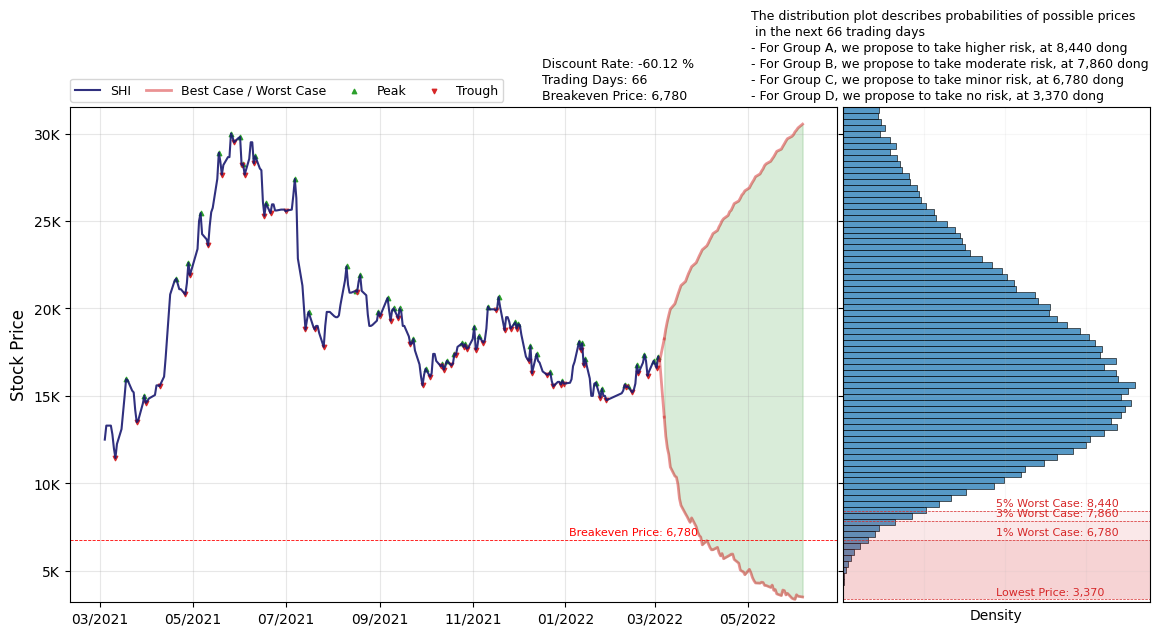 The distribution plot describes probabilities of possible prices
in the next 66 trading days
- For Group A, we propose to take higher risk, at 8,440 dong
- For Group B, we propose to take moderate risk, at 7,860 dong
- For Group C, we propose to take minor risk, at 6,780 dong
- For Group D, we propose to take no risk, at 3,370 dong
Discount Rate: -60.12 %
Trading Days: 66
Breakeven Price: 6,780
SHI
Best Case / Worst Case
Peak
Trough
Stock Price
30K
25K
20K
15K
10K
5K
Breakeven Price: 6,780
5% Worst Case: 8,440
3% Worst Case: 7,860
1% Worst Case: 6,780
Lowest Price: 3,370
03/2021
05/2021
07/2021
09/2021
11/2021
01/2022
03/2022
05/2022
Density